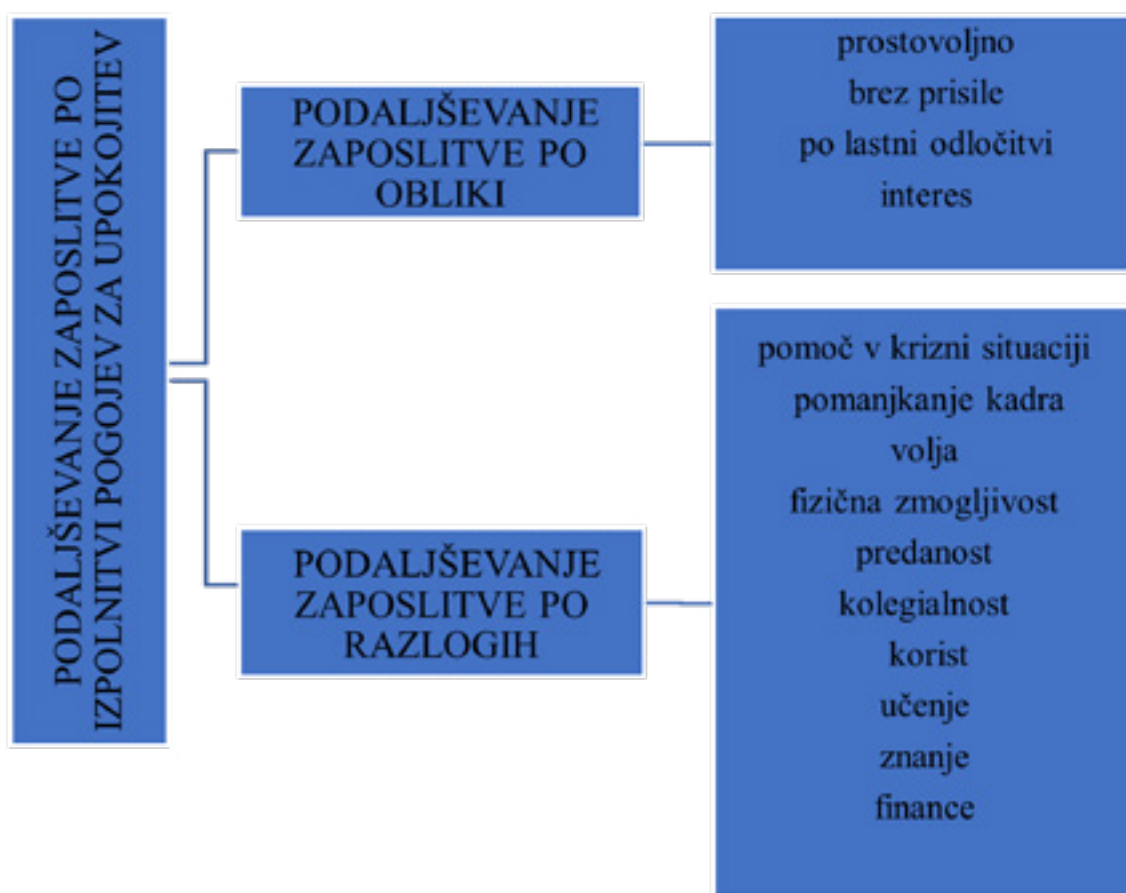 PODALJŠEVANJE ZAPOSLITVE PO
IZPOLNITVI POGOJEV ZA UPOKOJITEV
PODALJŠEVANJE
ZAPOSLITVE PO
OBLIKI
prostovoljno
brez prisile
po lastni odločitvi
interes
PODALJŠEVANJE
ZAPOSLITVE PO
RAZLOGIH
pomoč v krizni situaciji
pomanjkanje kadra
volja
fizična zmogljivost
predanost
kolegialnost
korist
učenje
znanje
finance